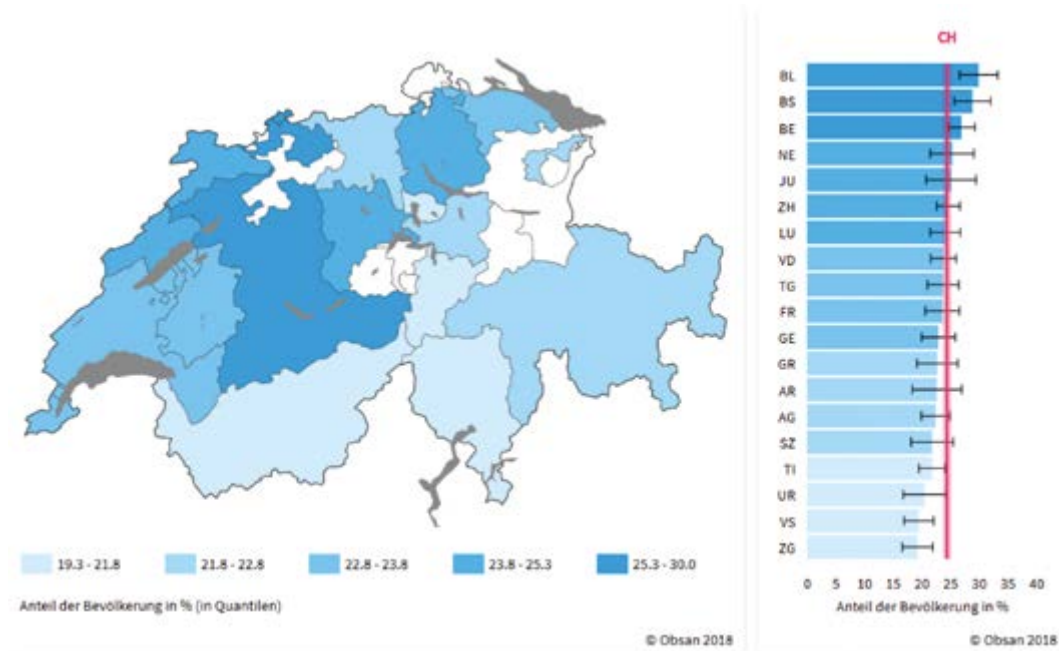 19.3 - 21.8
21.8 - 22.8
22.8 - 23.8
23.8 - 25.3
25.3 - 30.0
Anteil der Bevölkerung in % (in Quantilen)
© Obsan 2018
CH
BL
BS
BE
NE
JU
ZH
LU
VD
TG
FR
GE
GR
AR
AG
SZ
TI
UR
VS
ZG
0 5 10 15 20 25 30 35 40
Anteil der Bevölkerung in %
© Obsan 2018